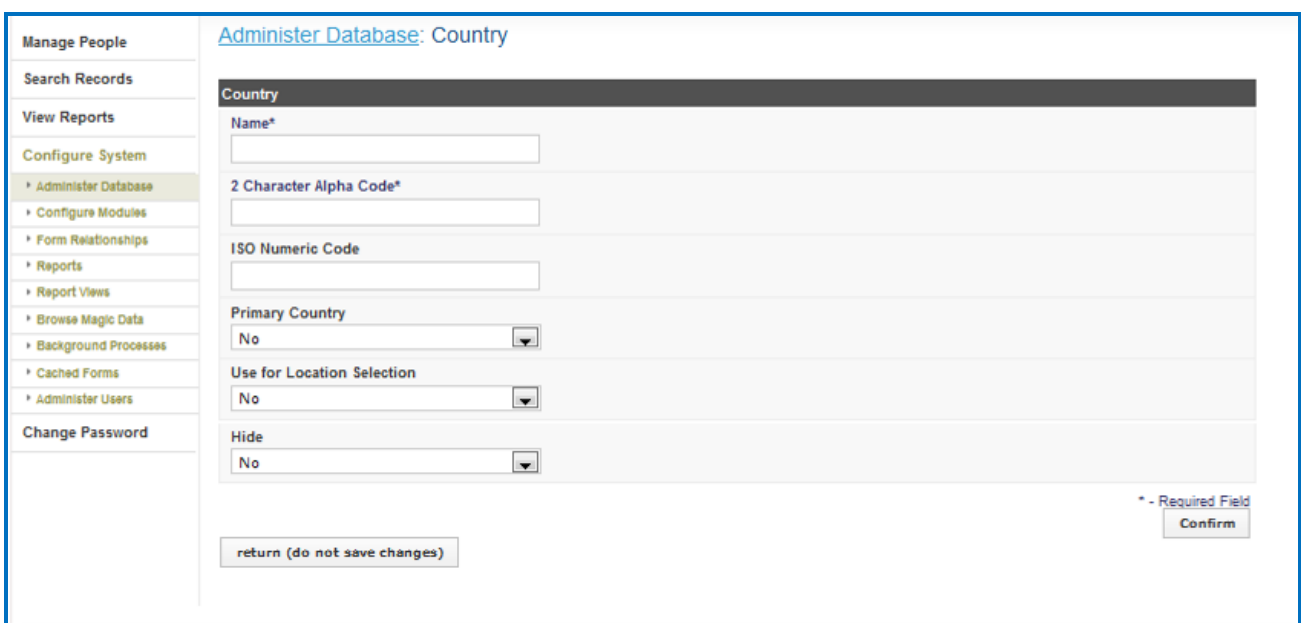 Manage People
Search Records
View Reports
Configure System
Administer Database
Configure Modules
Form Relationships
Reports
Report Views
Browse Magic Data
Background Processes
Cached Forms
Administer Users
Change Password
Administer Database: Country
Country
Name*
2 Character Alpha Code*
ISO Numeric Code
Primary Country
No
Use for Location Selection
No
Hide
No
* - Required Field
Confirm
return (do not save changes)